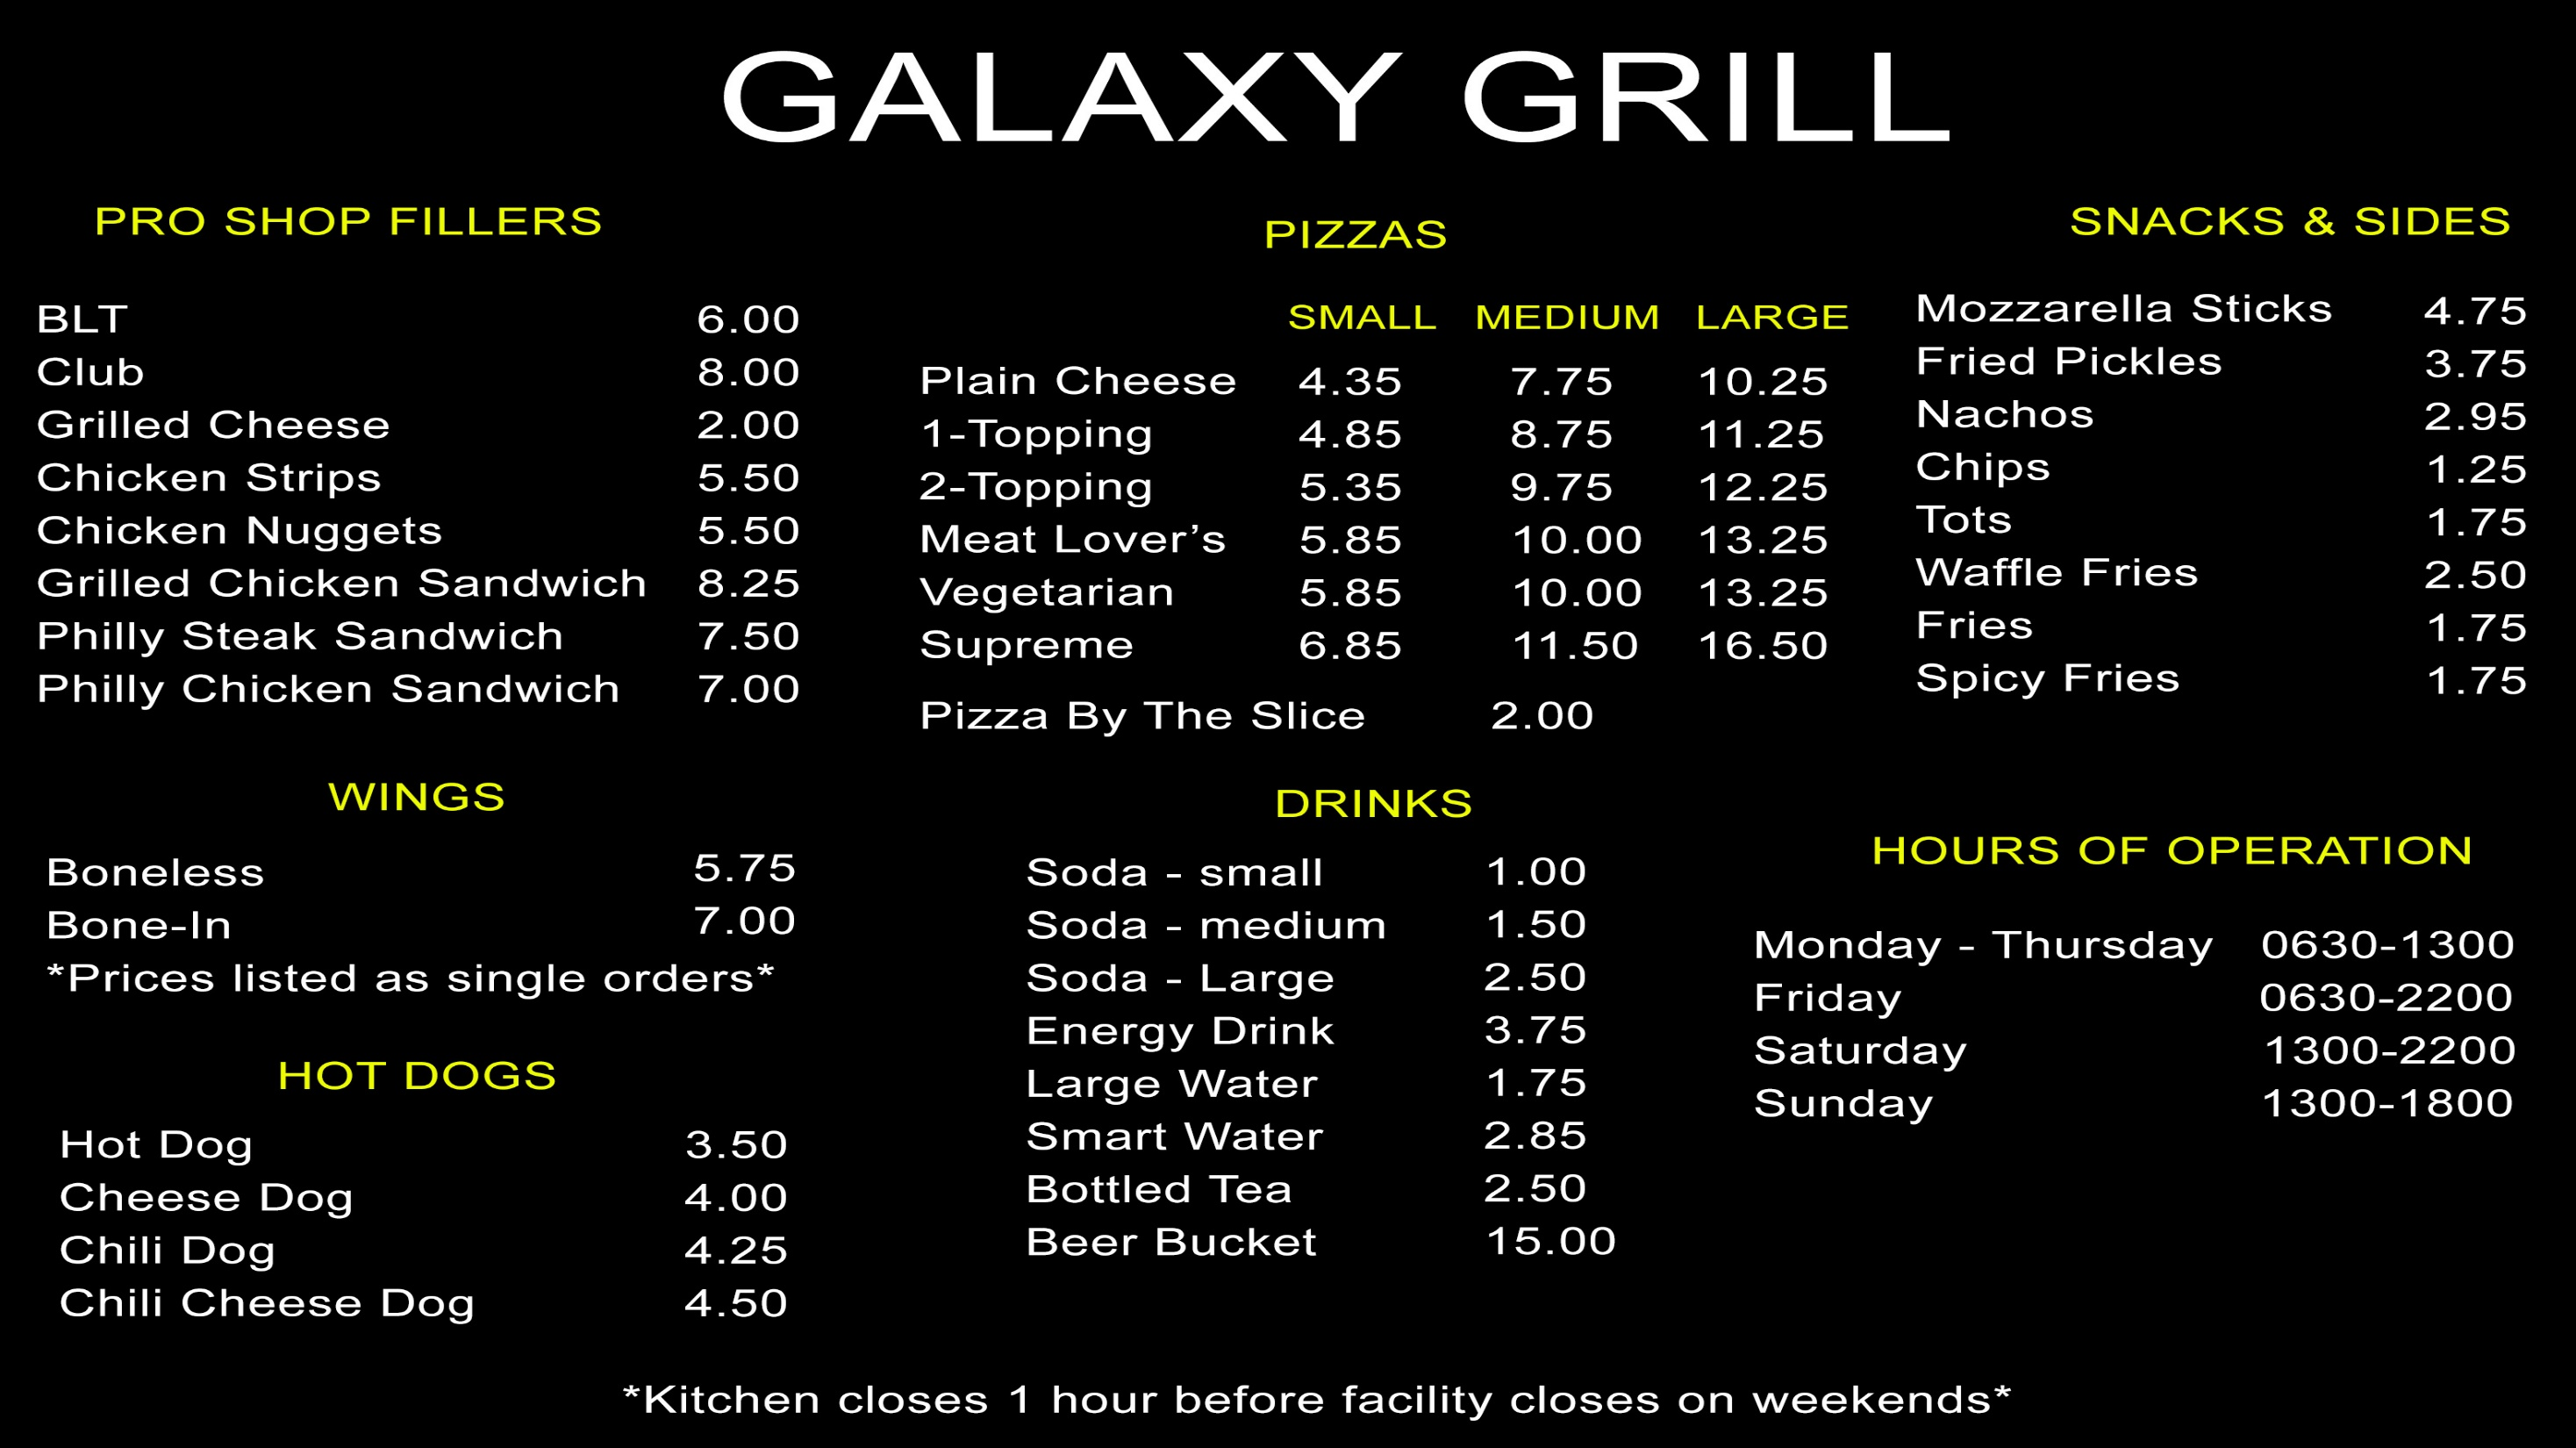 GALAXY GRILL
PRO SHOP FILLERS
BLT 6.00
Club 8.00
Grilled Cheese 2.00
Chicken Strips 5.50
Chicken Nuggets 5.50
Grilled Chicken Sandwich 8.25
Philly Steak Sandwich 7.50
Philly Chicken Sandwich 7.00
WINGS
Boneless 5.75
Bone-In 7.00
*Prices listed as single orders*
HOT DOGS
Hot Dog 3.50
Cheese Dog 4.00
Chili Dog 4.25
Chili Cheese Dog 4.50
PIZZAS
SMALL MEDIUM LARGE
Plain Cheese 4.35 7.75 10.25
1-Topping 4.85 8.75 11.25
2-Topping 5.35 9.75 12.25
Meat Lover’s 5.85 10.00 13.25
Vegetarian 5.85 10.00 13.25
Supreme 6.85 11.50 16.50
Pizza By The Slice 2.00
DRINKS
Soda - small 1.00
Soda - medium 1.50
Soda - Large 2.50
Energy Drink 3.75
Large Water 1.75
Smart Water 2.85
Bottled Tea 2.50
Beer Bucket 15.00
SNACKS & SIDES
Mozzarella Sticks 4.75
Fried Pickles 3.75
Nachos 2.95
Chips 1.25
Tots 1.75
Waffle Fries 2.50
Fries 1.75
Spicy Fries 1.75
HOURS OF OPERATION
Monday - Thursday 0630-1300
Friday 0630-2200
Saturday 1300-2200
Sunday 1300-1800
*Kitchen closes 1 hour before facility closes on weekends*